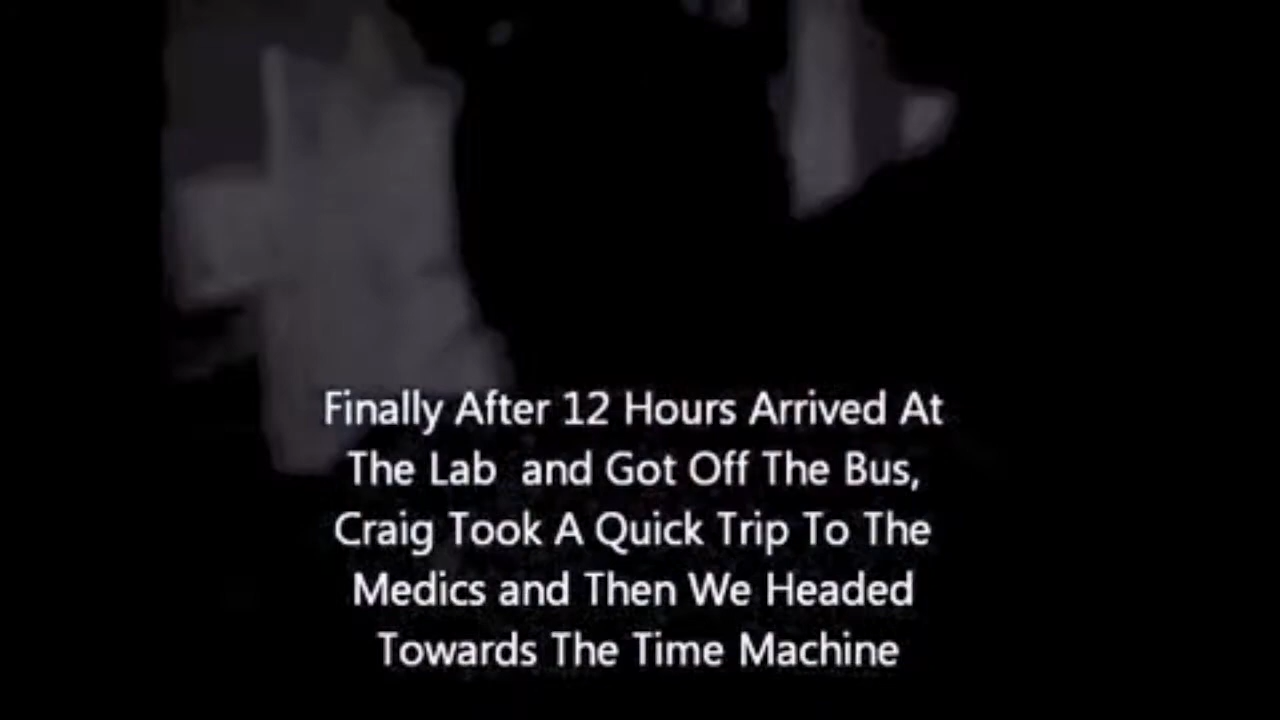 Finally After 12 Hours Arrived At
The Lab  and Got Off The Bus,
Craig Took A Quick Trip To The
Medics and Then We Headed
Towards The Time Machine